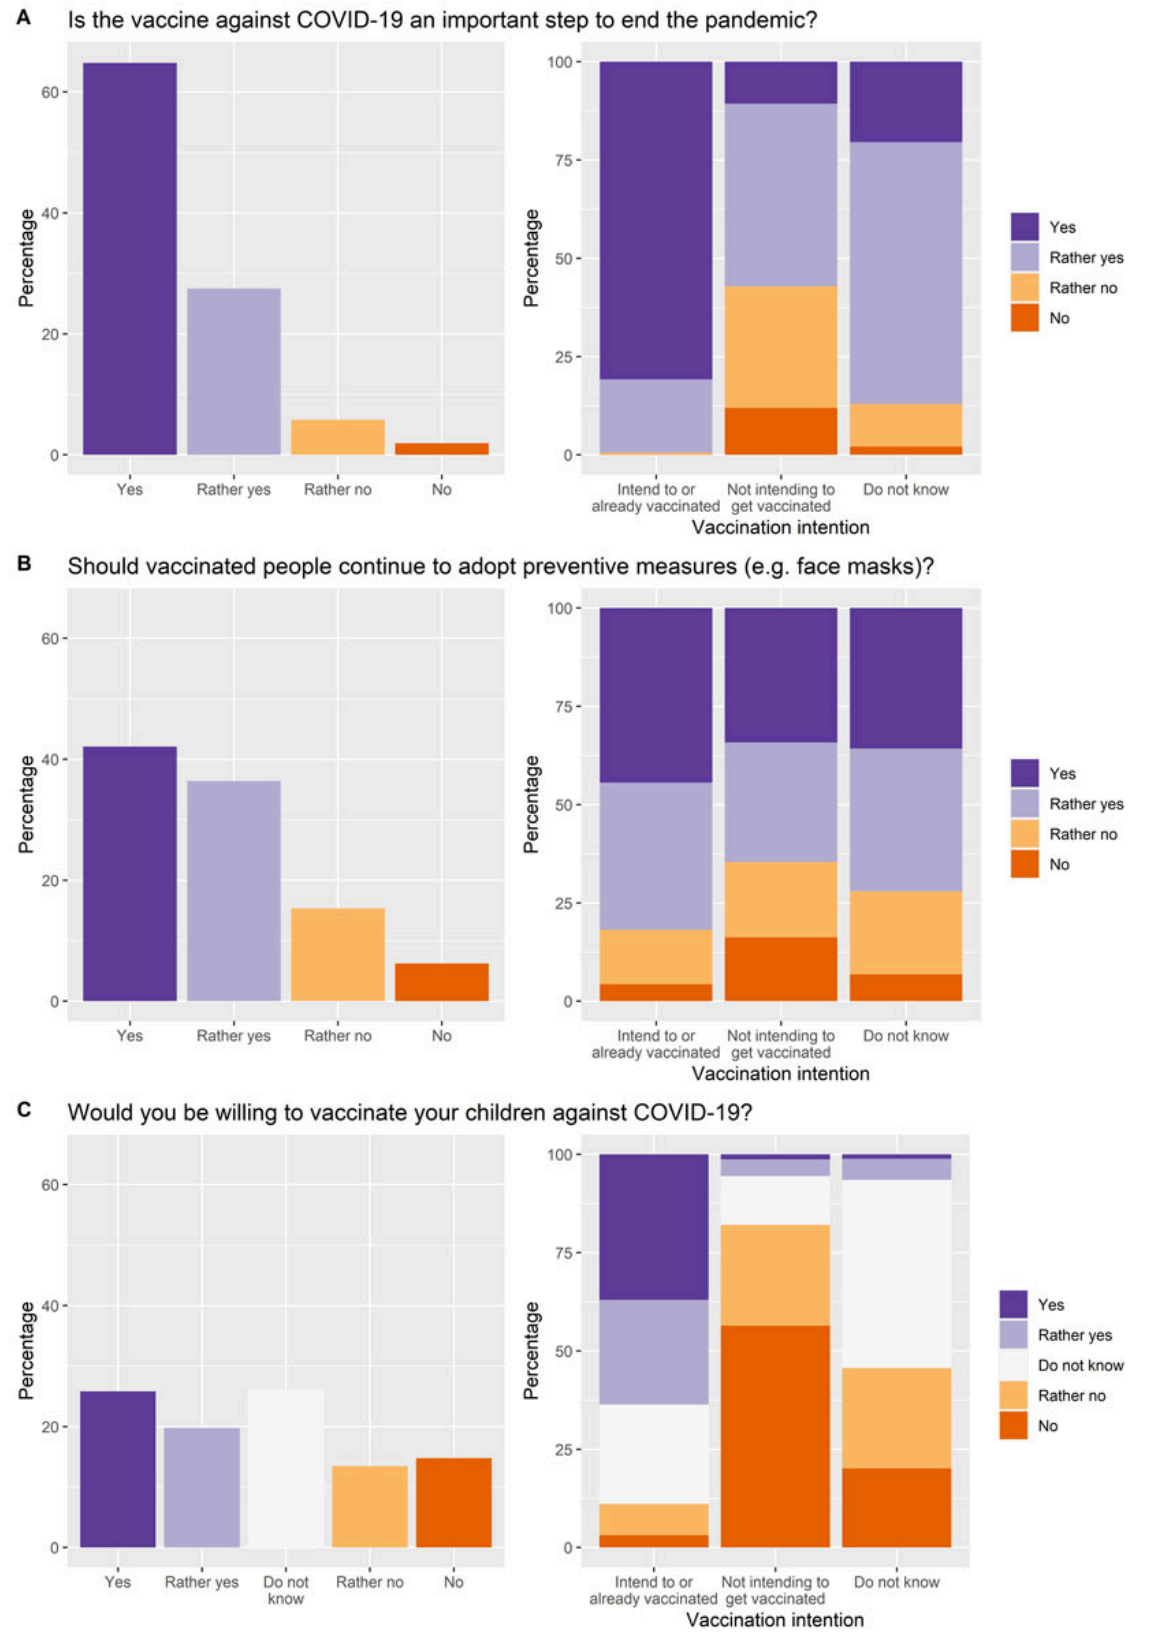 A Is the vaccine against COVID-19 an important step to end the pandemic?
Percentage
60
40
20
0
Yes Rather yes Rather no No
Percentage
100
75
50
25
0
Intend to or Not intending to Do not know
already vaccinated get vaccinated
Vaccination intention
Yes
Rather yes
Rather no
No
B Should vaccinated people continue to adopt preventive measures (e.g. face masks)?
Percentage
60
40
20
0
Yes Rather yes Rather no No
Percentage
100
75
50
25
0
Intend to or Not intending to Do not know
already vaccinated get vaccinated
Vaccination intention
Yes
Rather yes
Rather no
No
C Would you be willing to vaccinate your children against COVID-19?
Percentage
60
40
20
0
Yes Rather yes Do not Rather no No
know
Percentage
100
75
50
25
0
Intend to or Not intending to Do not know
already vaccinated get vaccinated
Vaccination intention
Yes
Rather yes
Do not know
Rather no
No